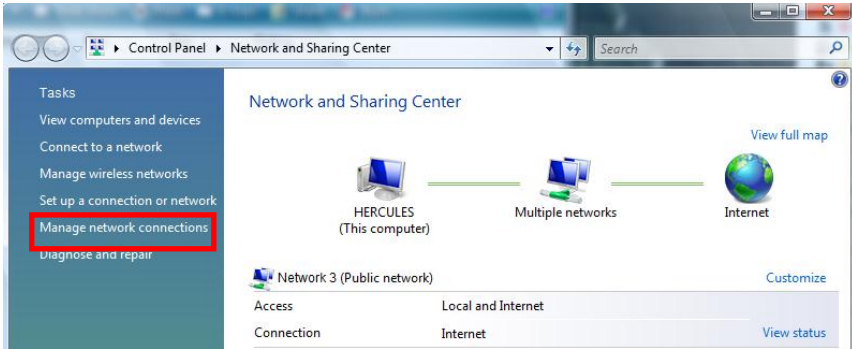 Control Panel ▸ Network and Sharing Center
Search
Tasks
View computers and devices
Connect to a network
Manage wireless networks
Set up a connection or network
Manage network connections
Diagnose and repair
Network and Sharing Center
View full map
HERCULES
(This computer)
Multiple networks
Internet
Network 3 (Public network)
Customize
Access Local and Internet
Connection Internet View status